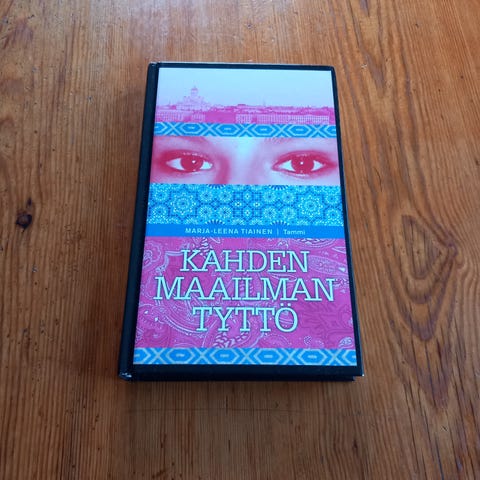 MARJA-LEENA TIAINEN | Tammi
KAHDEN
MAAILMAN
TYTTÖ